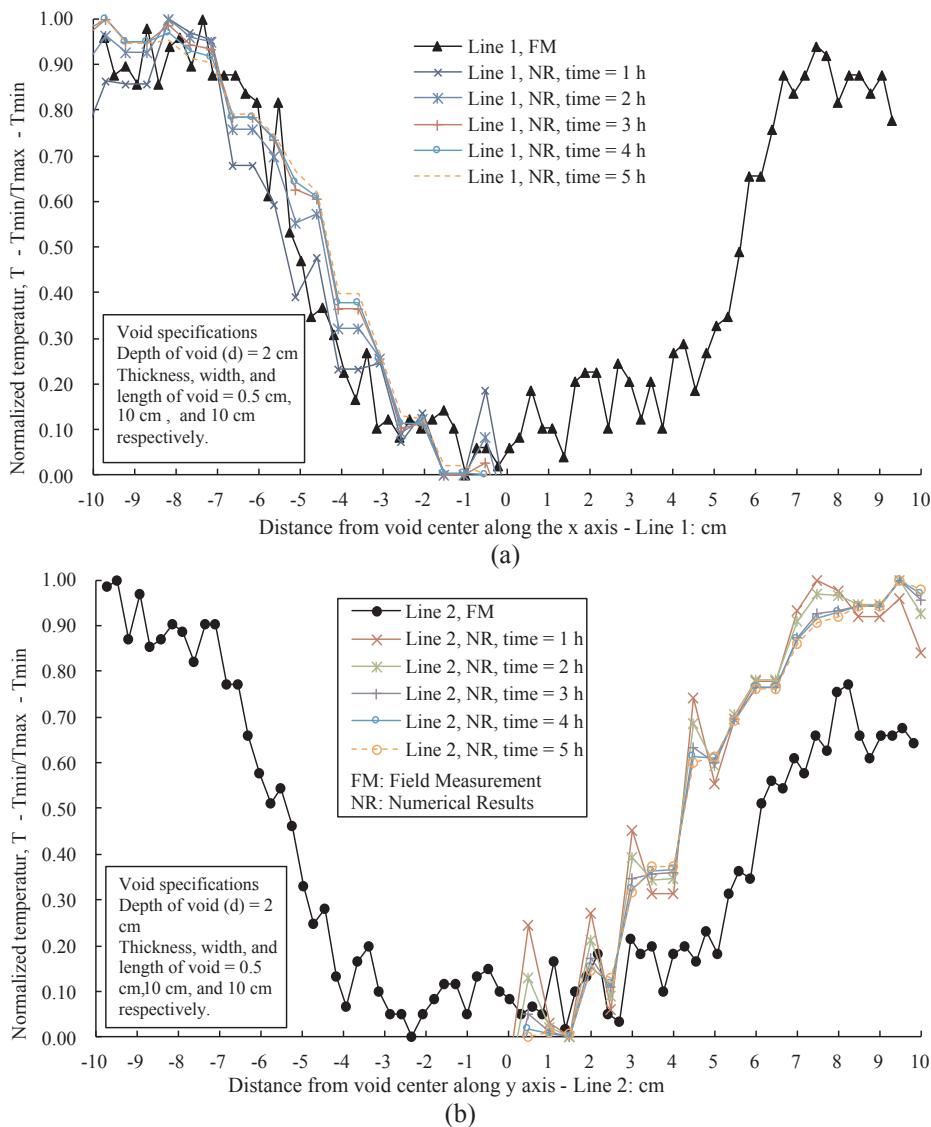 1.00
0.90
0.80
0.70
0.60
0.50
0.40
0.30
0.20
0.10
0.00
Normalized temperatur, T - Tmin/Tmax - Tmin
Line 1, FM
Line 1, NR, time = 1 h
Line 1, NR, time = 2 h
Line 1, NR, time = 3 h
Line 1, NR, time = 4 h
Line 1, NR, time = 5 h
Void specifications
Depth of void (d) = 2 cm
Thickness, width, and
length of void = 0.5 cm,
10 cm , and 10 cm
respectively.
-10 -9 -8 -7 -6 -5 -4 -3 -2 -1 0 1 2 3 4 5 6 7 8 9 10
Distance from void center along the x axis - Line 1: cm
(a)
1.00
0.90
0.80
0.70
0.60
0.50
0.40
0.30
0.20
0.10
0.00
Normalized temperatur, T - Tmin/Tmax - Tmin
Line 2, FM
Line 2, NR, time = 1 h
Line 2, NR, time = 2 h
Line 2, NR, time = 3 h
Line 2, NR, time = 4 h
Line 2, NR, time = 5 h
FM: Field Measurement
NR: Numerical Results
Void specifications
Depth of void (d) = 2
cm
Thickness, width, and
length of void = 0.5
cm,10 cm, and 10 cm
respectively.
-10 -9 -8 -7 -6 -5 -4 -3 -2 -1 0 1 2 3 4 5 6 7 8 9 10
Distance from void center along y axis - Line 2: cm
(b)